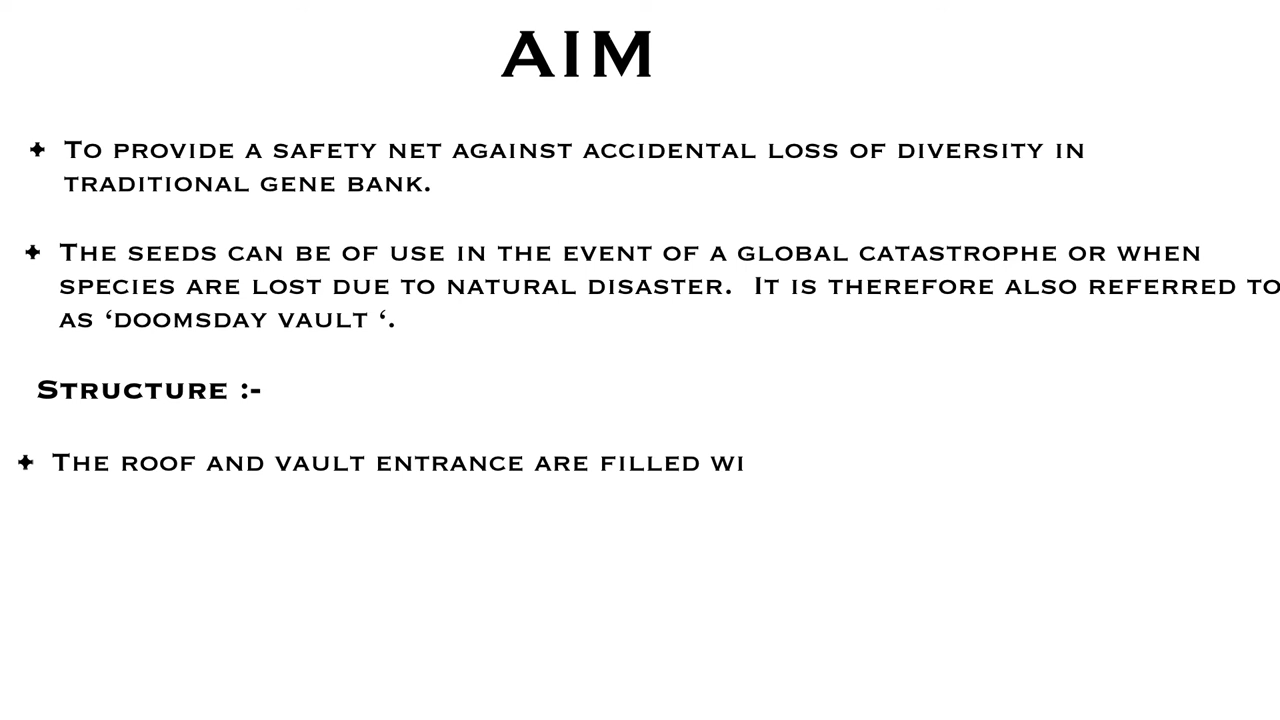 AIM
✦ To provide a safety net against accidental loss of diversity in
traditional gene bank.
✦ The seeds can be of use in the event of a global catastrophe or when
species are lost due to natural disaster. It is therefore also referred to
as ‘doomsday vault ‘.
Structure :-
✦ The roof and vault entrance are filled wi